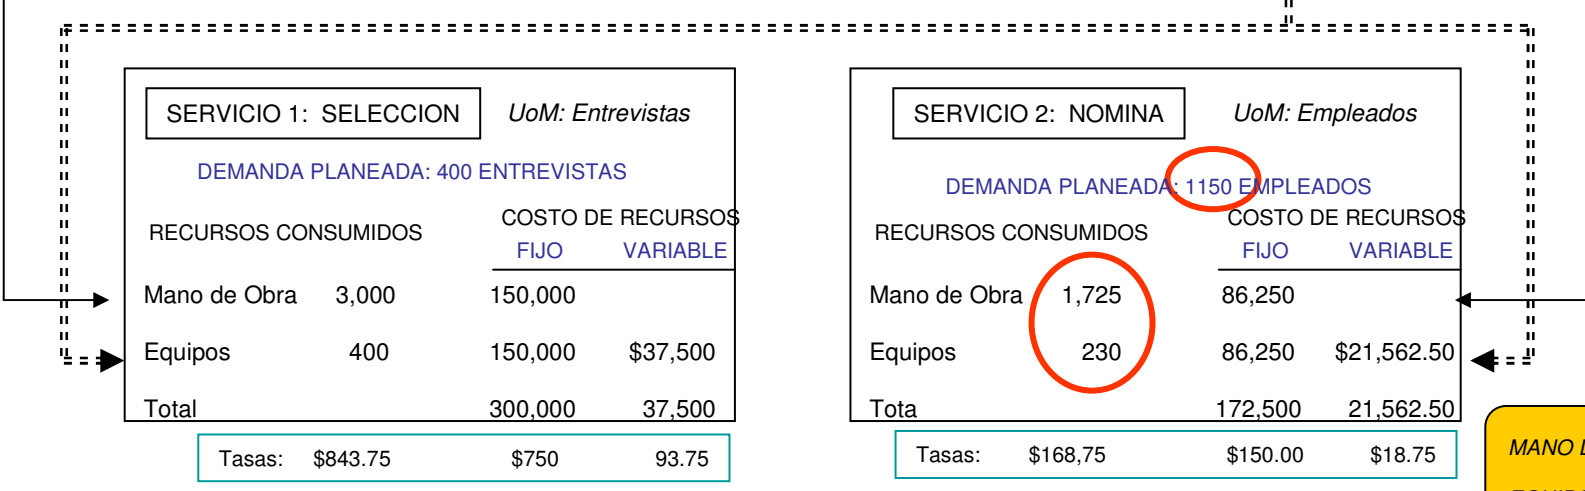 SERVICIO 1: SELECCION UoM: Entrevistas
DEMANDA PLANEADA: 400 ENTREVISTAS
RECURSOS CONSUMIDOS COSTO DE RECURSOS
FIJO VARIABLE
Mano de Obra 3,000 150,000
Equipos 400 150,000 $37,500
Total 300,000 37,500
Tasas: $843.75 $750 93.75
SERVICIO 2: NOMINA UoM: Empleados
DEMANDA PLANEADA: 1150 EMPLEADOS
RECURSOS CONSUMIDOS COSTO DE RECURSOS
FIJO VARIABLE
Mano de Obra 1,725 86,250
Equipos 230 86,250 $21,562.50
Tota 172,500 21,562.50
Tasas: $168,75 $150.00 $18.75
MANO